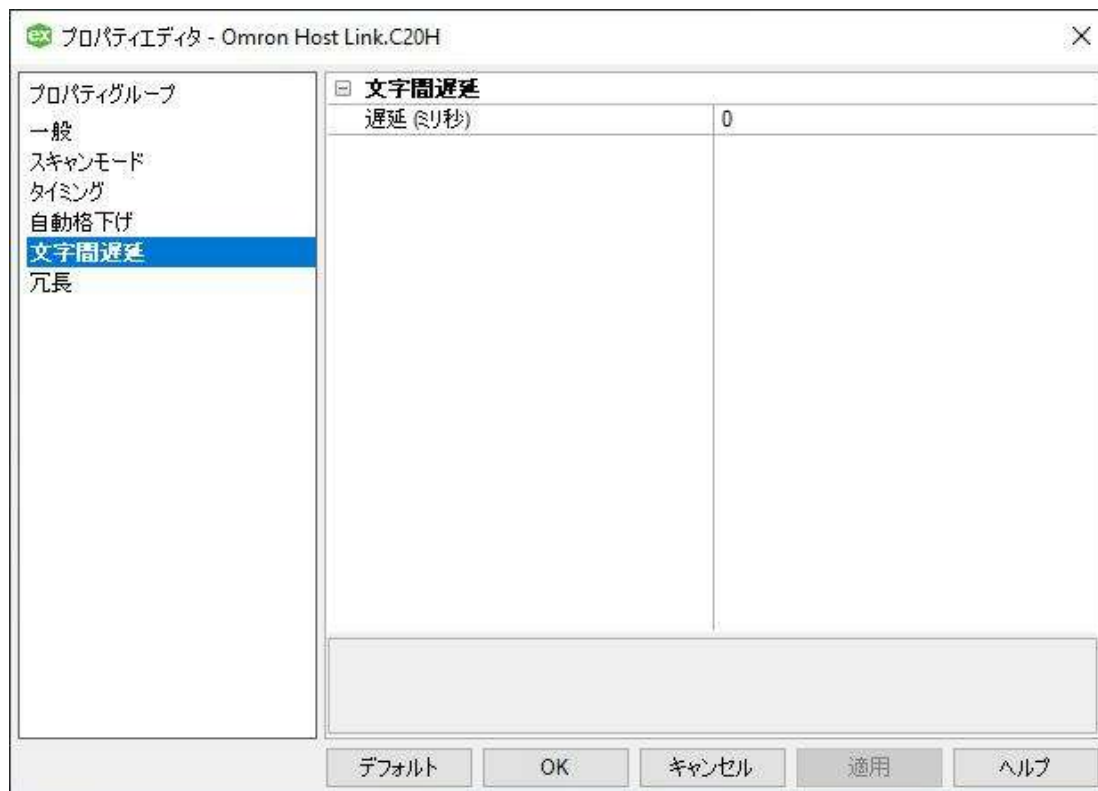 ex プロパティエディタ - Omron Host Link.C20H
プロパティグループ
一般
スキャンモード
タイミング
自動格下げ
文字間遅延
冗長
文字間遅延
遅延 (ミリ秒) 0
デフォルト OK キャンセル 適用 ヘルプ